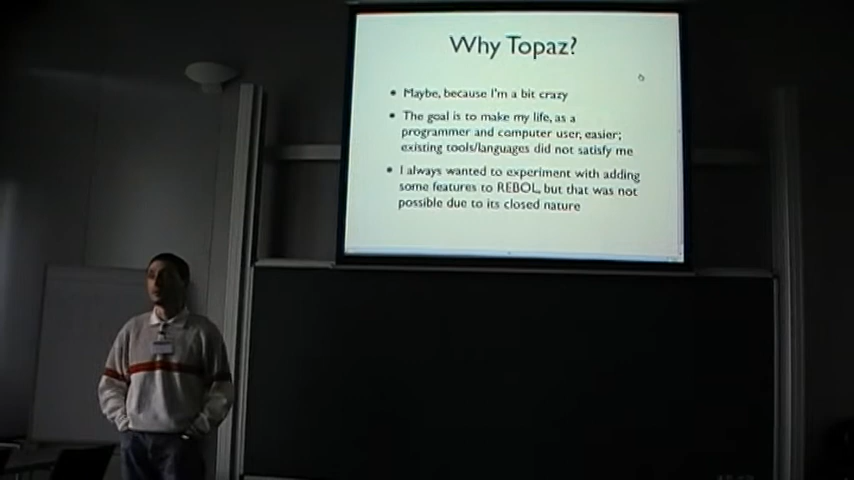 Why Topaz?
• Maybe, because I'm a bit crazy
• The goal is to make my life, as a
programmer and computer user, easier;
existing tools/languages did not satisfy me
• I always wanted to experiment with adding
some features to REBOL, but that was not
possible due to its closed nature